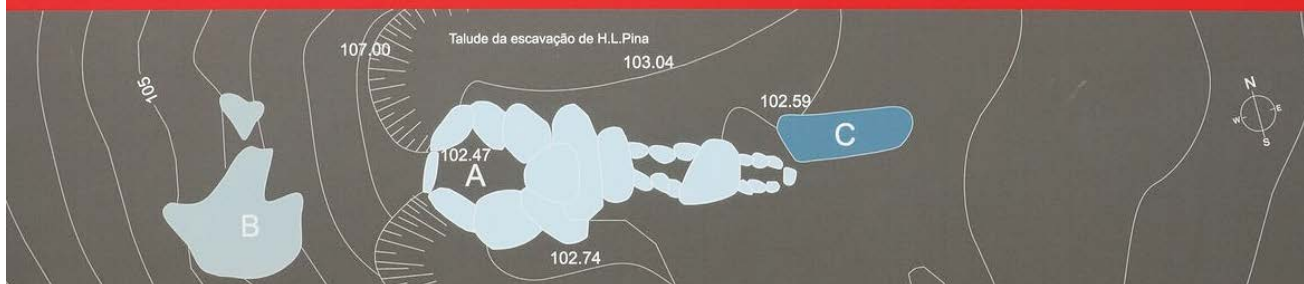 Talude da escavação de H.L.Pina
107.00
103.04
105
102.59
C
N
W
E
S
102.47
A
B
102.74